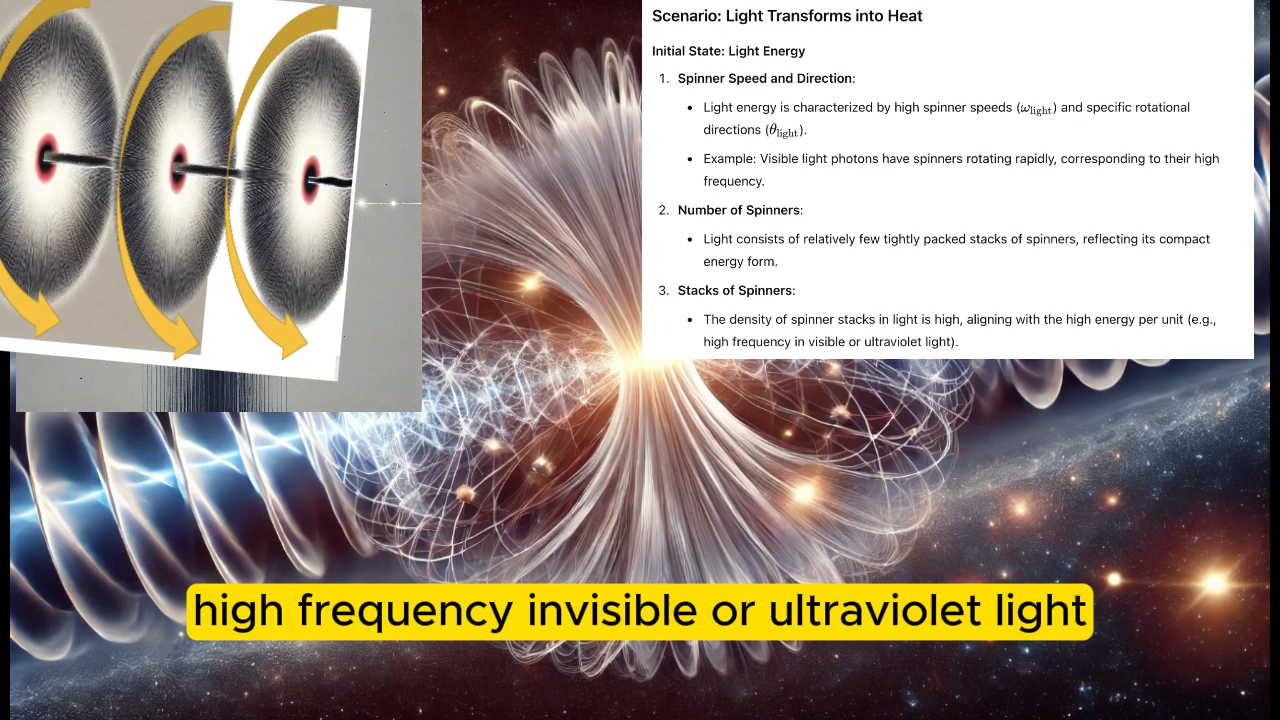 Scenario: Light Transforms into Heat
Initial State: Light Energy
1. Spinner Speed and Direction:
• Light energy is characterized by high spinner speeds (ω_light) and specific rotational
directions (θ_light).
• Example: Visible light photons have spinners rotating rapidly, corresponding to their high
frequency.
2. Number of Spinners:
• Light consists of relatively few tightly packed stacks of spinners, reflecting its compact
energy form.
3. Stacks of Spinners:
• The density of spinner stacks in light is high, aligning with the high energy per unit (e.g.,
high frequency in visible or ultraviolet light).
high frequency invisible or ultraviolet light